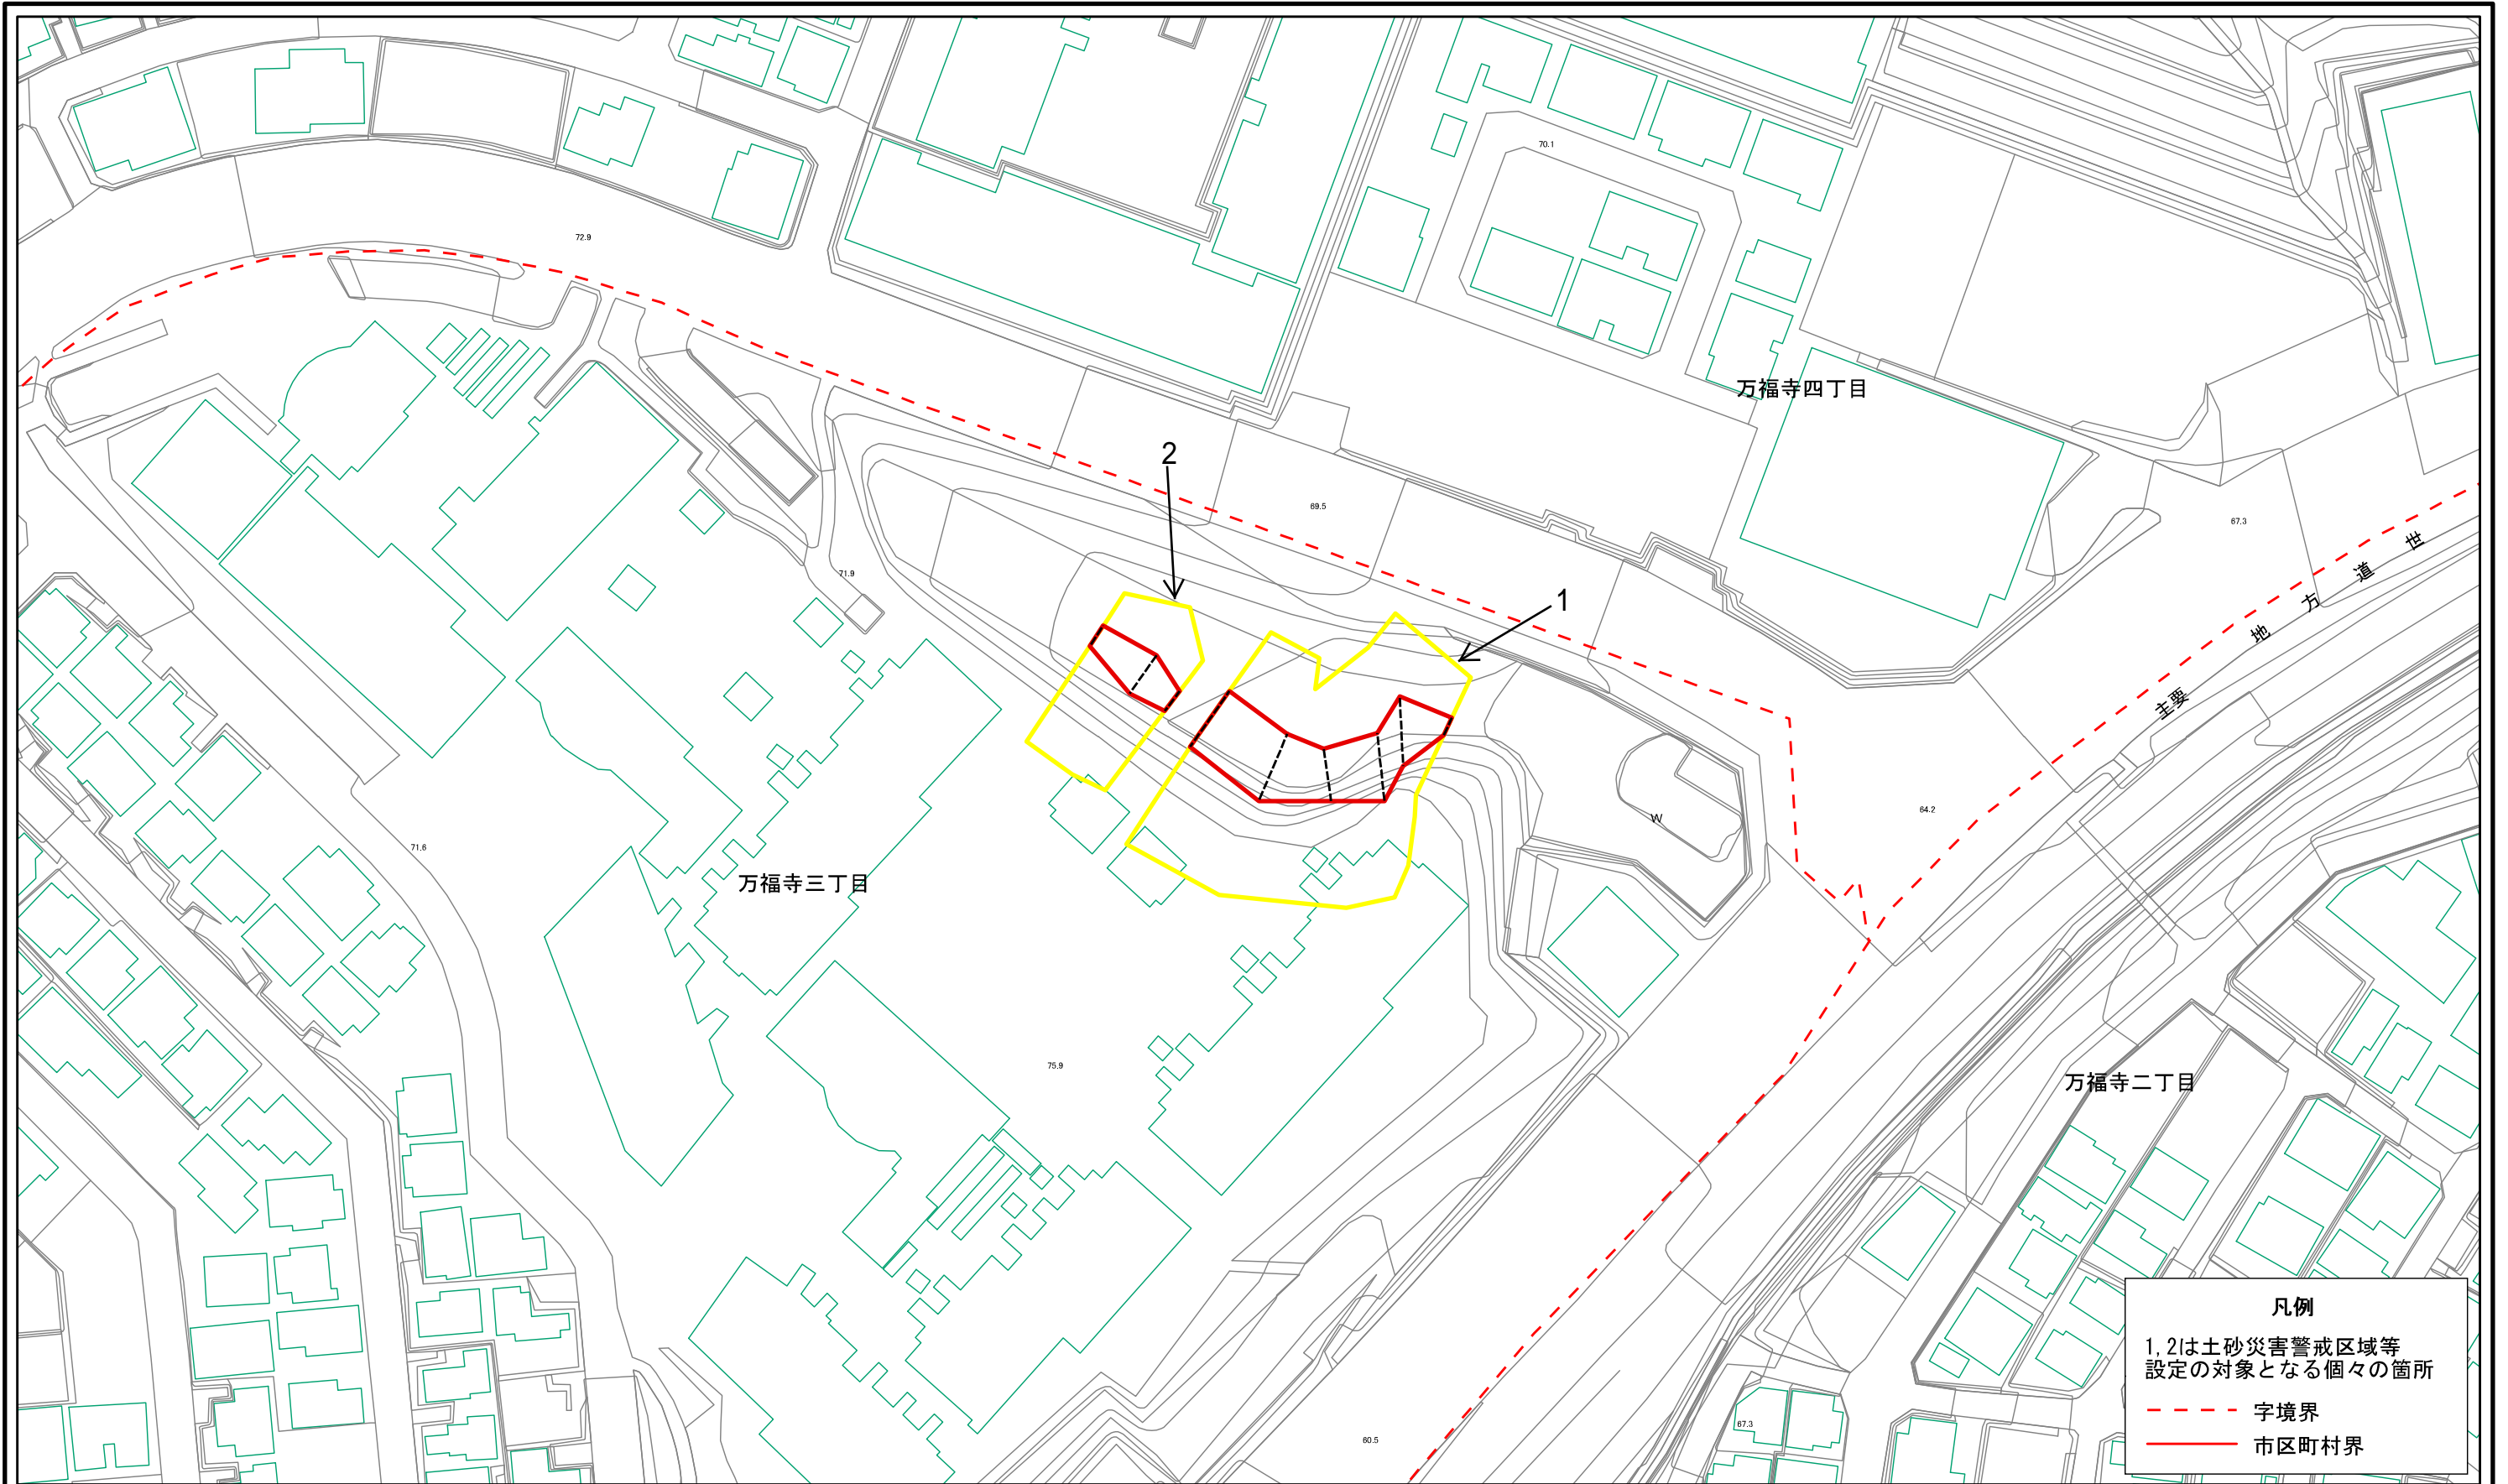 70.1
72.9
万福寺四丁目
2
69.5
67.3
71.9
1
主要地方道世
64.2
W
71.6
万福寺三丁目
75.9
万福寺二丁目
67.3
60.5
凡例
1,2は土砂災害警戒区域等
設定の対象となる個々の箇所
字境界
市区町村界